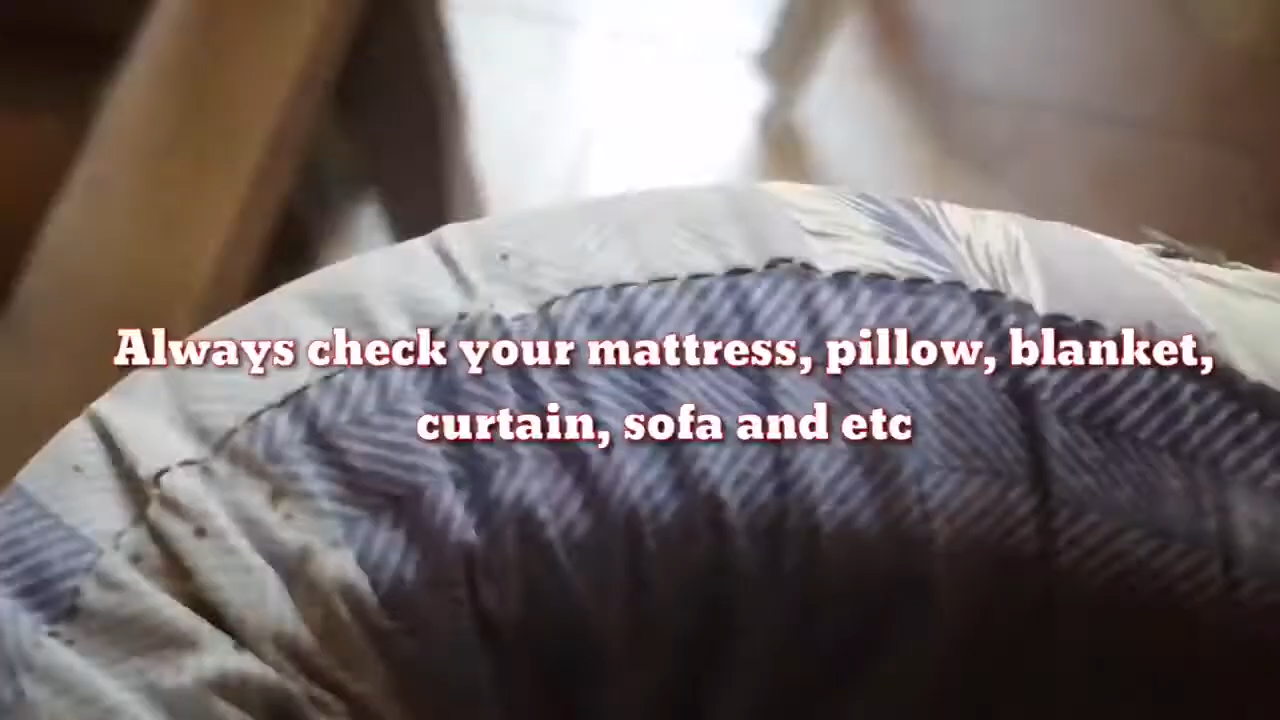 Always check your mattress, pillow, blanket,
curtain, sofa and etc